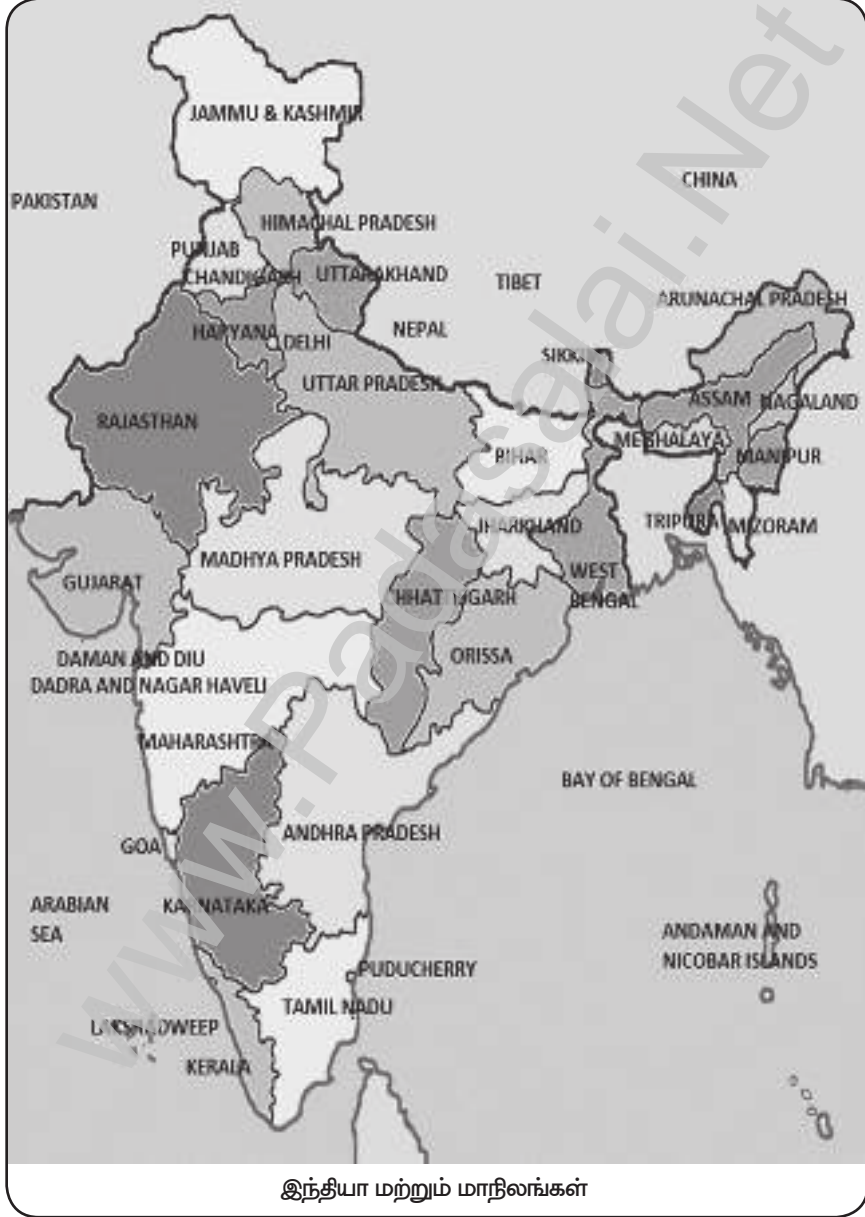 JAMMU & KASHMIR
CHINA
PAKISTAN
HIMACHAL PRADESH
PUNJAB
CHANDIGARH
UTTARAKHAND
TIBET
ARUNACHAL PRADESH
HARYANA
DELHI
NEPAL
SIKKIM
UTTAR PRADESH
ASSAM
NAGALAND
RAJASTHAN
BIHAR
MEGHALAYA
MANIPUR
JHARKHAND
TRIPURA
MIZORAM
MADHYA PRADESH
GUJARAT
CHHATTISGARH
WEST
BENGAL
ORISSA
DAMAN AND DIU
DADRA AND NAGAR HAVELI
MAHARASHTRA
BAY OF BENGAL
GOA
ANDHRA PRADESH
ARABIAN
SEA
KARNATAKA
ANDAMAN AND
NICOBAR ISLANDS
PUDUCHERRY
TAMIL NADU
LAKSHADWEEP
KERALA
www.Padasalai.Net
இந்தியா மற்றும் மாநிலங்கள்